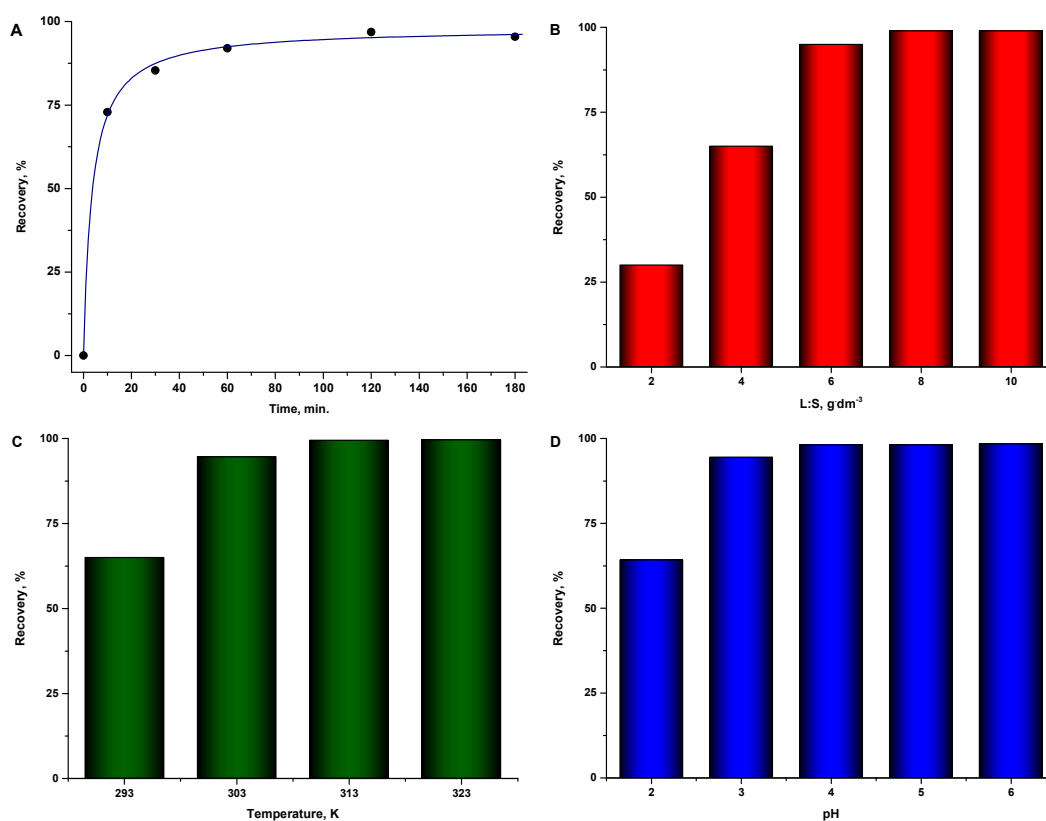 A
100
75
50
25
0
Recovery, %
0 20 40 60 80 100 120 140 160 180
Time, min.
B
100
75
50
25
0
Recovery, %
2 4 6 8 10
L:S, g·dm⁻³
C
100
75
50
25
0
Recovery, %
293 303 313 323
Temperature, K
D
100
75
50
25
0
Recovery, %
2 3 4 5 6
pH